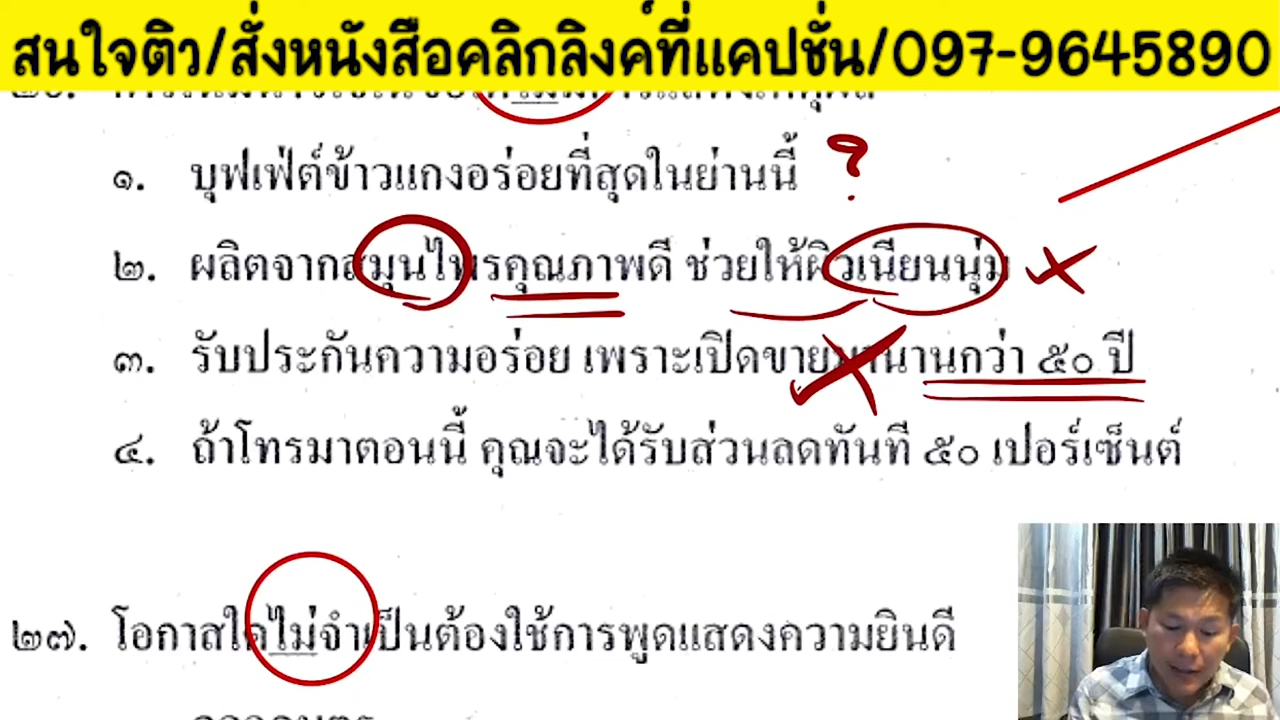 สนใจติว/สั่งหนังสือคลิกลิงค์ที่แคปชั่น/097-9645890
๑. บุฟเฟ่ต์ข้าวแกงอร่อยที่สุดในย่านนี้ ?
๒. ผลิตจากสมุนไพรคุณภาพดี ช่วยให้ผิวเนียนนุ่ม
๓. รับประกันความอร่อย เพราะเปิดขายมานานกว่า ๕๐ ปี
๔. ถ้าโทรมาตอนนี้ คุณจะได้รับส่วนลดทันที ๕๐ เปอร์เซ็นต์
๒๗. โอกาสใดไม่จำเป็นต้องใช้การพูดแสดงความยินดี